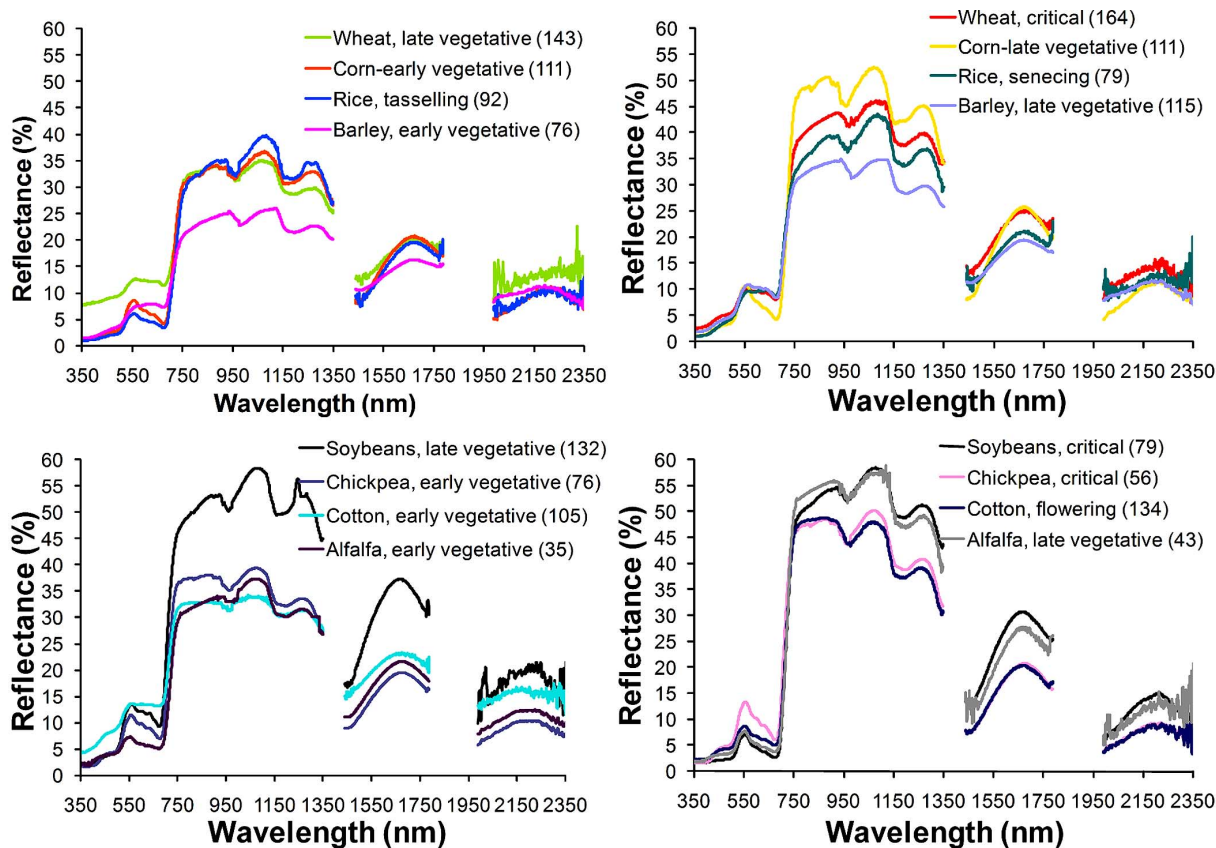 60
55
50
45
40
35
30
25
20
15
10
5
0
Reflectance (%)
Wheat, late vegetative (143)
Corn-early vegetative (111)
Rice, tasselling (92)
Barley, early vegetative (76)
350 550 750 950 1150 1350 1550 1750 1950 2150 2350
Wavelength (nm)
60
55
50
45
40
35
30
25
20
15
10
5
0
Reflectance (%)
Wheat, critical (164)
Corn-late vegetative (111)
Rice, senecing (79)
Barley, late vegetative (115)
350 550 750 950 1150 1350 1550 1750 1950 2150 2350
Wavelength (nm)
60
55
50
45
40
35
30
25
20
15
10
5
0
Reflectance (%)
Soybeans, late vegetative (132)
Chickpea, early vegetative (76)
Cotton, early vegetative (105)
Alfalfa, early vegetative (35)
350 550 750 950 1150 1350 1550 1750 1950 2150 2350
Wavelength (nm)
60
55
50
45
40
35
30
25
20
15
10
5
0
Reflectance (%)
Soybeans, critical (79)
Chickpea, critical (56)
Cotton, flowering (134)
Alfalfa, late vegetative (43)
350 550 750 950 1150 1350 1550 1750 1950 2150 2350
Wavelength (nm)